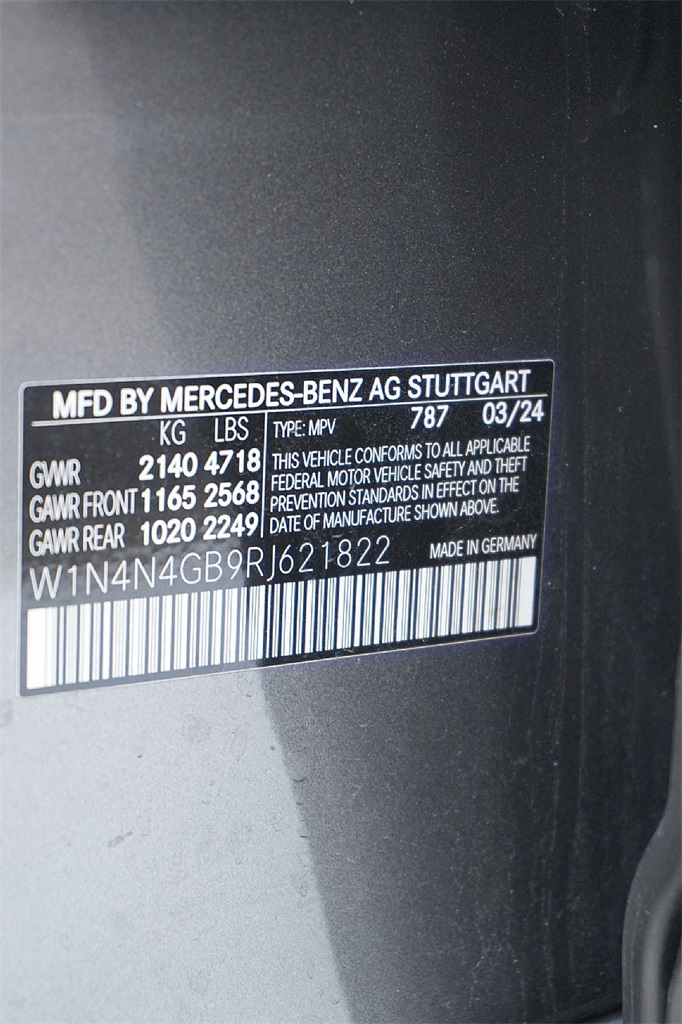 MFD BY MERCEDES-BENZ AG STUTTGART
KG LBS
GVWR 2140 4718
GAWR FRONT 1165 2568
GAWR REAR 1020 2249
TYPE: MPV 787 03/24
THIS VEHICLE CONFORMS TO ALL APPLICABLE
FEDERAL MOTOR VEHICLE SAFETY AND THEFT
PREVENTION STANDARDS IN EFFECT ON THE
DATE OF MANUFACTURE SHOWN ABOVE.
W1N4N4GB9RJ621822 MADE IN GERMANY